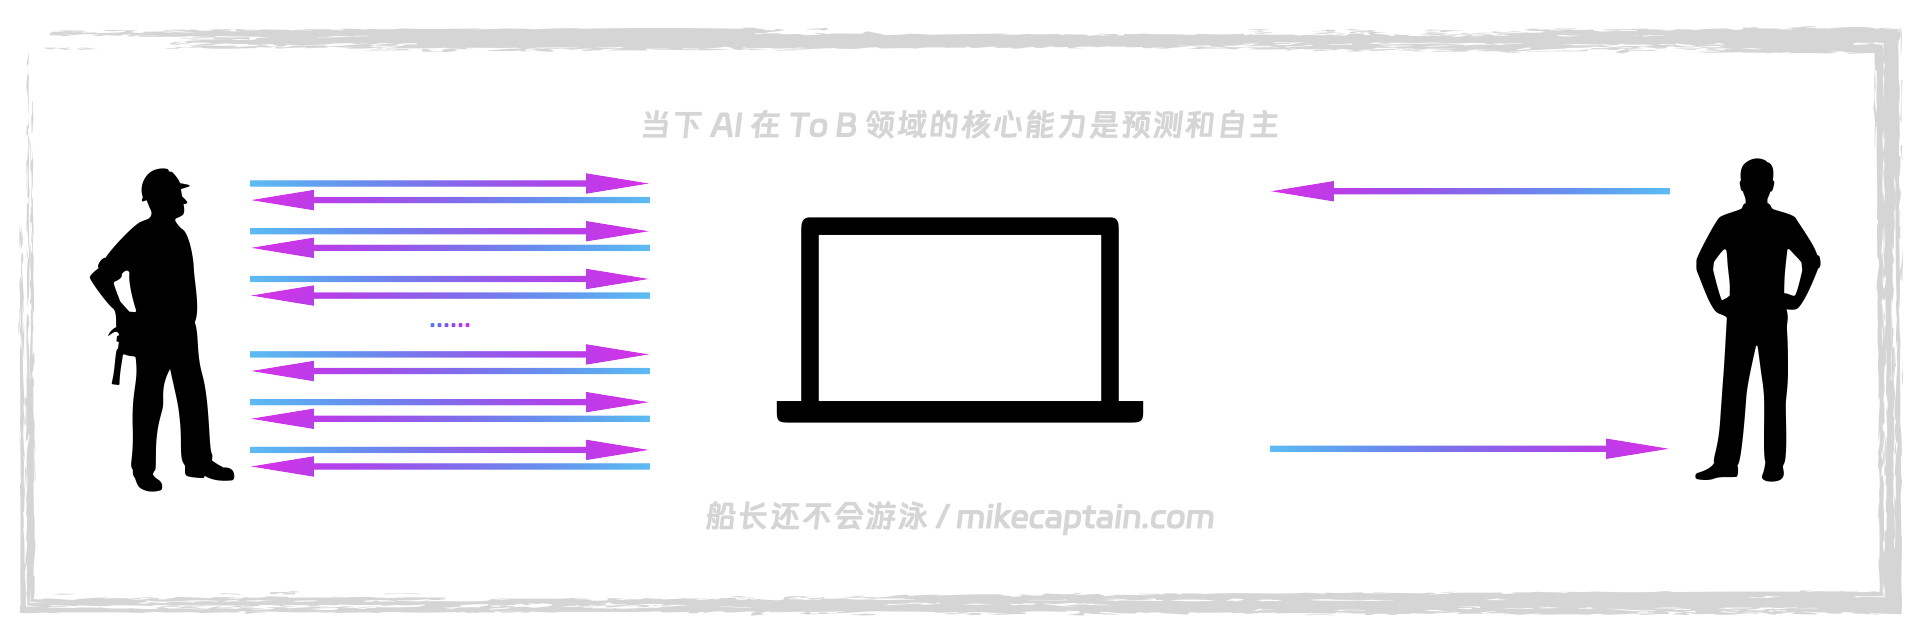 当下 AI 在 To B 领域的核心能力是预测和自主
......
船长还不会游泳 / mikecaptain.com